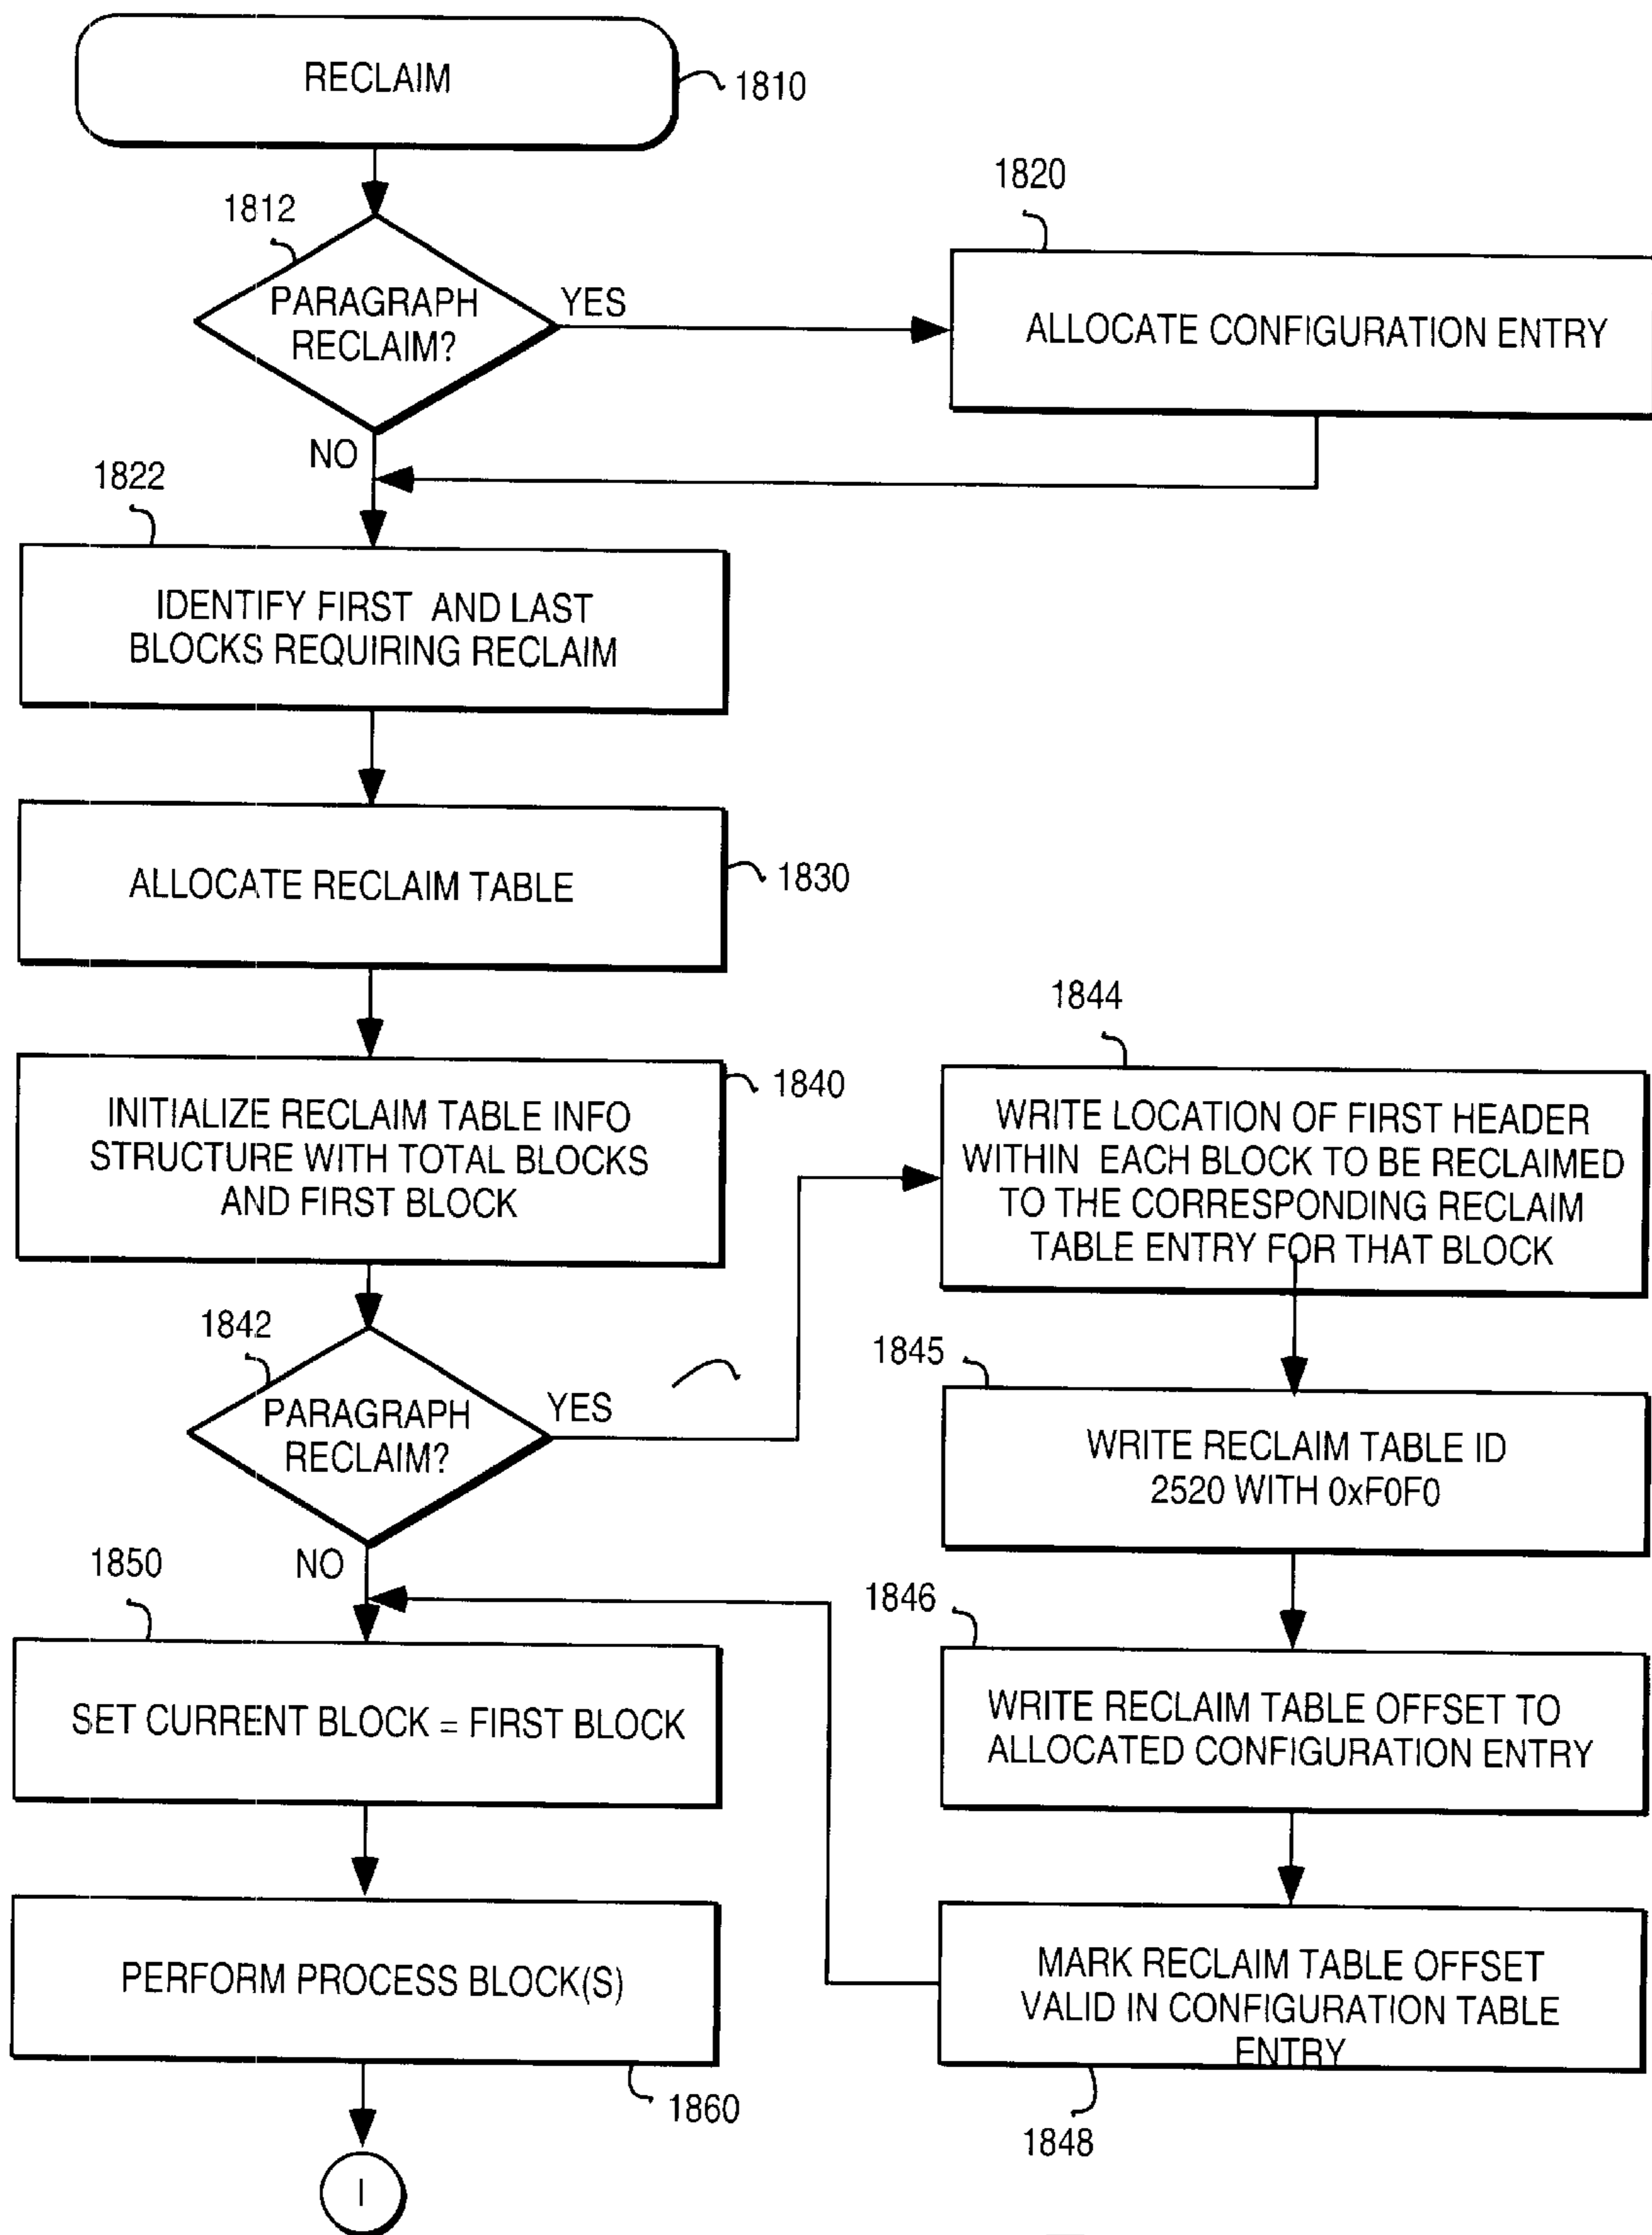 RECLAIM
1810
1812
PARAGRAPH
RECLAIM?
YES
1820
ALLOCATE CONFIGURATION ENTRY
NO
1822
IDENTIFY FIRST AND LAST
BLOCKS REQUIRING RECLAIM
ALLOCATE RECLAIM TABLE
1830
INITIALIZE RECLAIM TABLE INFO
STRUCTURE WITH TOTAL BLOCKS
AND FIRST BLOCK
1840
1842
PARAGRAPH
RECLAIM?
YES
1844
WRITE LOCATION OF FIRST HEADER
WITHIN EACH BLOCK TO BE RECLAIMED
TO THE CORRESPONDING RECLAIM
TABLE ENTRY FOR THAT BLOCK
1845
WRITE RECLAIM TABLE ID
2520 WITH 0xF0F0
1846
WRITE RECLAIM TABLE OFFSET TO
ALLOCATED CONFIGURATION ENTRY
MARK RECLAIM TABLE OFFSET
VALID IN CONFIGURATION TABLE
ENTRY
1848
NO
1850
SET CURRENT BLOCK = FIRST BLOCK
PERFORM PROCESS BLOCK(S)
1860
I